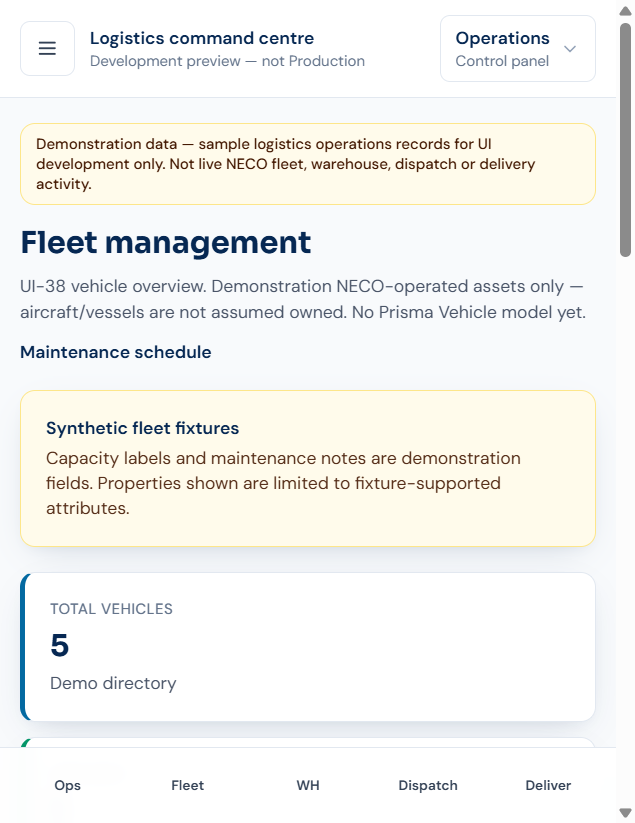 Logistics command centre
Development preview — not Production
Operations
Control panel
Demonstration data — sample logistics operations records for UI
development only. Not live NECO fleet, warehouse, dispatch or delivery
activity.
Fleet management
UI-38 vehicle overview. Demonstration NECO-operated assets only —
aircraft/vessels are not assumed owned. No Prisma Vehicle model yet.
Maintenance schedule
Synthetic fleet fixtures
Capacity labels and maintenance notes are demonstration
fields. Properties shown are limited to fixture-supported
attributes.
TOTAL VEHICLES
5
Demo directory
Ops
Fleet
WH
Dispatch
Deliver